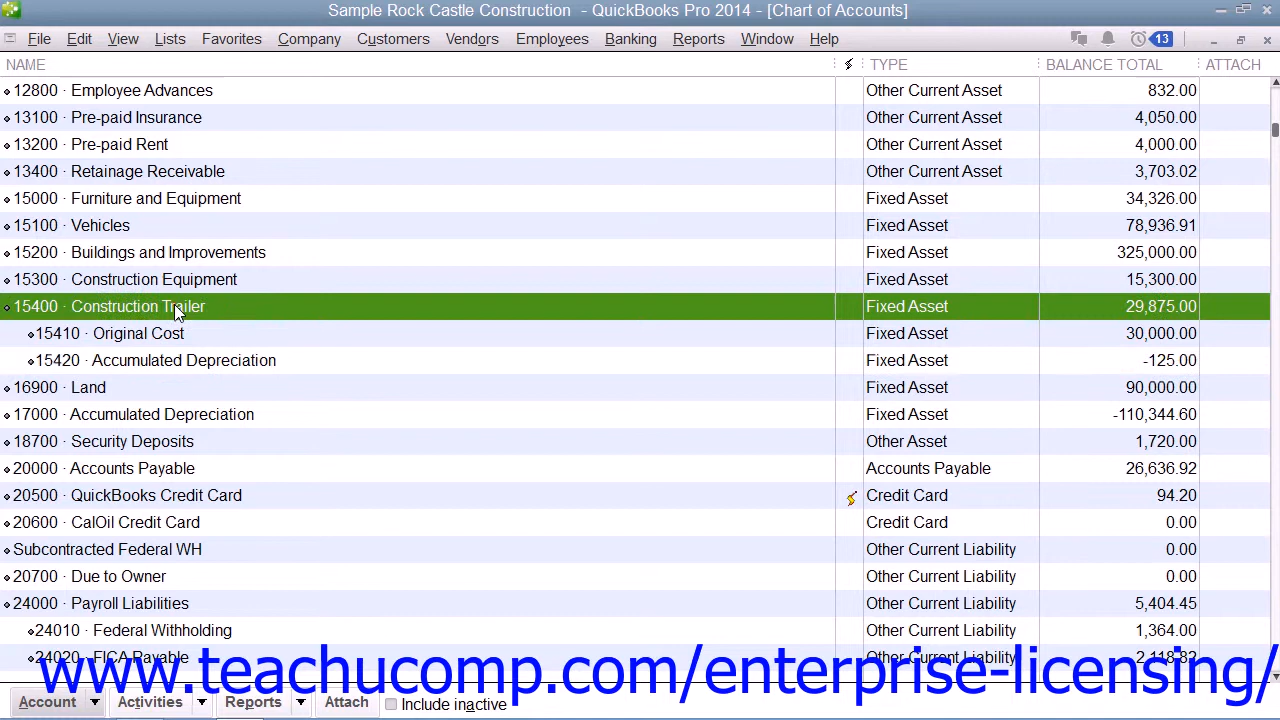 Sample Rock Castle Construction - QuickBooks Pro 2014 - [Chart of Accounts]
File Edit View Lists Favorites Company Customers Vendors Employees Banking Reports Window Help 13
NAME TYPE BALANCE TOTAL ATTACH
12800 · Employee Advances Other Current Asset 832.00
13100 · Pre-paid Insurance Other Current Asset 4,050.00
13200 · Pre-paid Rent Other Current Asset 4,000.00
13400 · Retainage Receivable Other Current Asset 3,703.02
15000 · Furniture and Equipment Fixed Asset 34,326.00
15100 · Vehicles Fixed Asset 78,936.91
15200 · Buildings and Improvements Fixed Asset 325,000.00
15300 · Construction Equipment Fixed Asset 15,300.00
15400 · Construction Trailer Fixed Asset 29,875.00
15410 · Original Cost Fixed Asset 30,000.00
15420 · Accumulated Depreciation Fixed Asset -125.00
16900 · Land Fixed Asset 90,000.00
17000 · Accumulated Depreciation Fixed Asset -110,344.60
18700 · Security Deposits Other Asset 1,720.00
20000 · Accounts Payable Accounts Payable 26,636.92
20500 · QuickBooks Credit Card Credit Card 94.20
20600 · CalOil Credit Card Credit Card 0.00
Subcontracted Federal WH Other Current Liability 0.00
20700 · Due to Owner Other Current Liability 0.00
24000 · Payroll Liabilities Other Current Liability 5,404.45
24010 · Federal Withholding Other Current Liability 1,364.00
24020 · FICA Payable Other Current Liability 2,118.82
www.teachucomp.com/enterprise-licensing/
Account Activities Reports Attach Include inactive